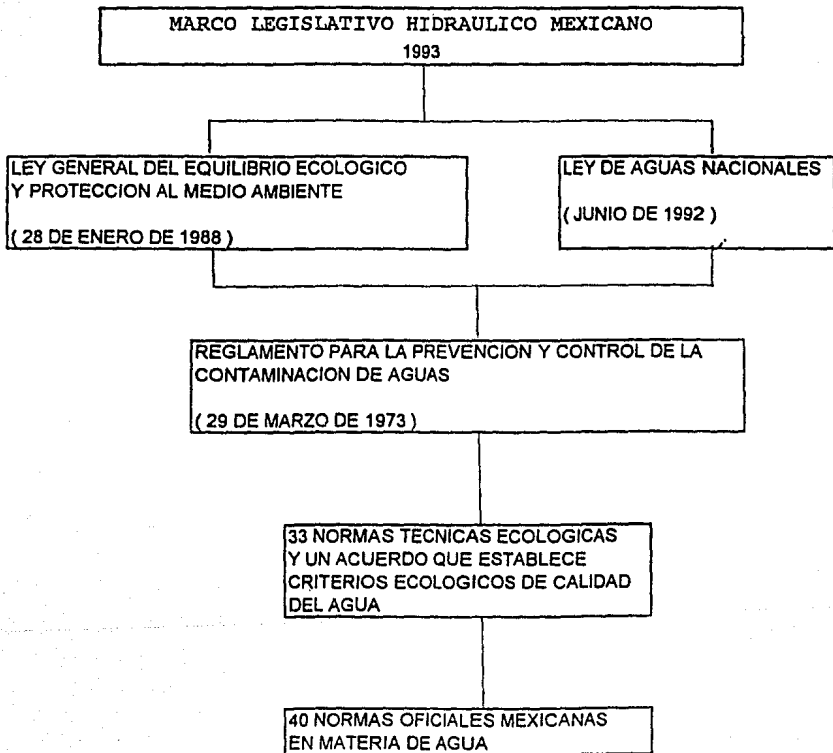 MARCO LEGISLATIVO HIDRAULICO MEXICANO
1993
LEY GENERAL DEL EQUILIBRIO ECOLOGICO
Y PROTECCION AL MEDIO AMBIENTE
( 28 DE ENERO DE 1988 )
LEY DE AGUAS NACIONALES
( JUNIO DE 1992 )
REGLAMENTO PARA LA PREVENCION Y CONTROL DE LA
CONTAMINACION DE AGUAS
( 29 DE MARZO DE 1973 )
33 NORMAS TECNICAS ECOLOGICAS
Y UN ACUERDO QUE ESTABLECE
CRITERIOS ECOLOGICOS DE CALIDAD
DEL AGUA
40 NORMAS OFICIALES MEXICANAS
EN MATERIA DE AGUA